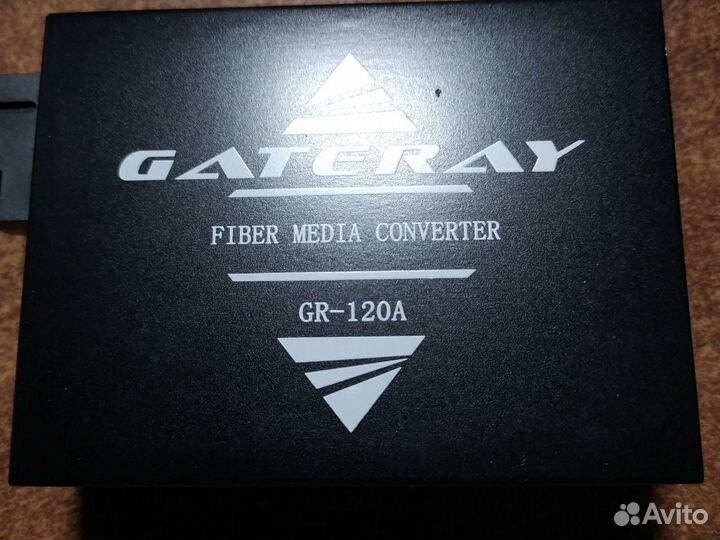 GATERAY
FIBER MEDIA CONVERTER
GR-120A
Avito